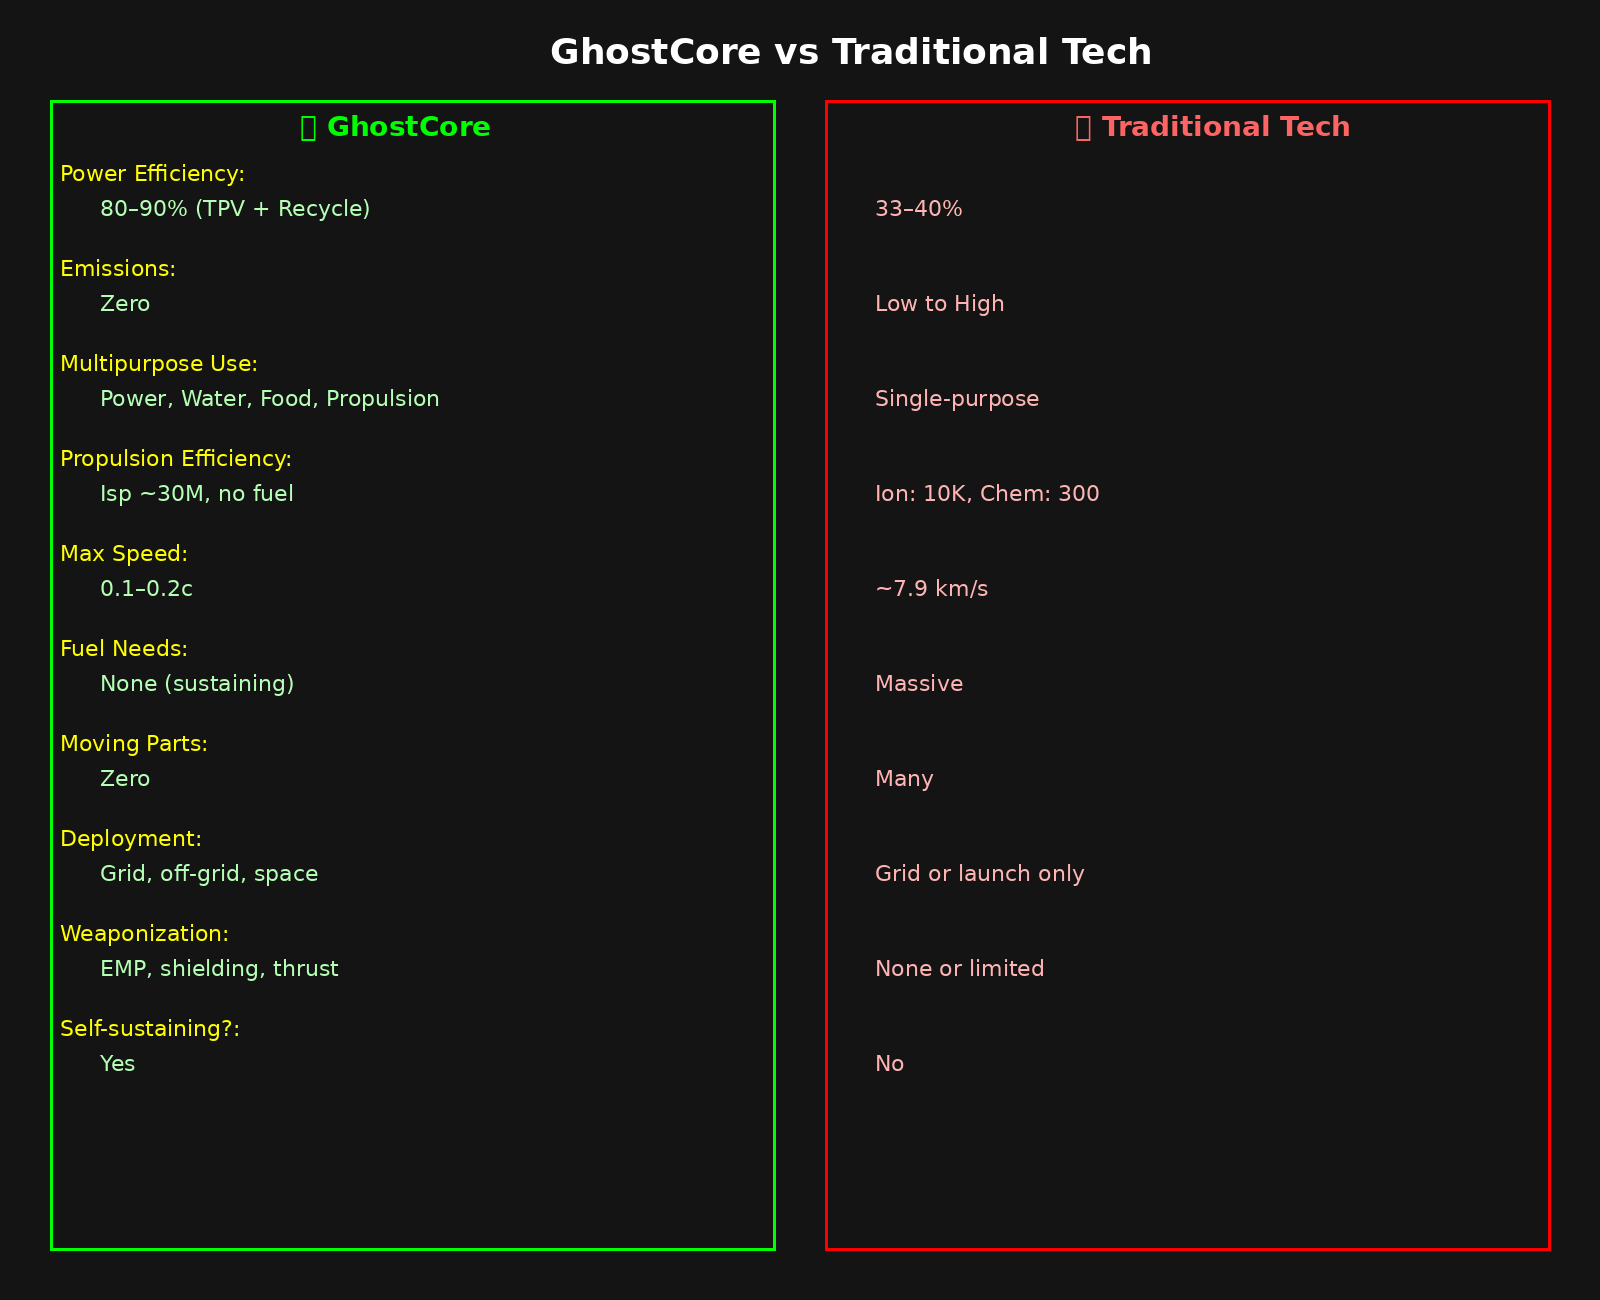 GhostCore vs Traditional Tech
GhostCore
Power Efficiency:
80–90% (TPV + Recycle)
Emissions:
Zero
Multipurpose Use:
Power, Water, Food, Propulsion
Propulsion Efficiency:
Isp ~30M, no fuel
Max Speed:
0.1–0.2c
Fuel Needs:
None (sustaining)
Moving Parts:
Zero
Deployment:
Grid, off-grid, space
Weaponization:
EMP, shielding, thrust
Self-sustaining?:
Yes
Traditional Tech
33–40%
Low to High
Single-purpose
Ion: 10K, Chem: 300
~7.9 km/s
Massive
Many
Grid or launch only
None or limited
No